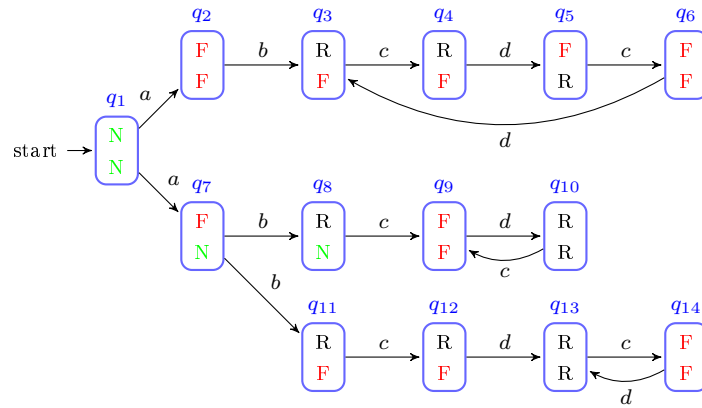 q2 q3 q4 q5 q6
F R R F F
F F F R F
b c d c
d
a
q1
N
N
start
a
q7 q8 q9 q10
F R F R
N N F R
b c d
c
b
q11 q12 q13 q14
R R R F
F F R F
c d c
d